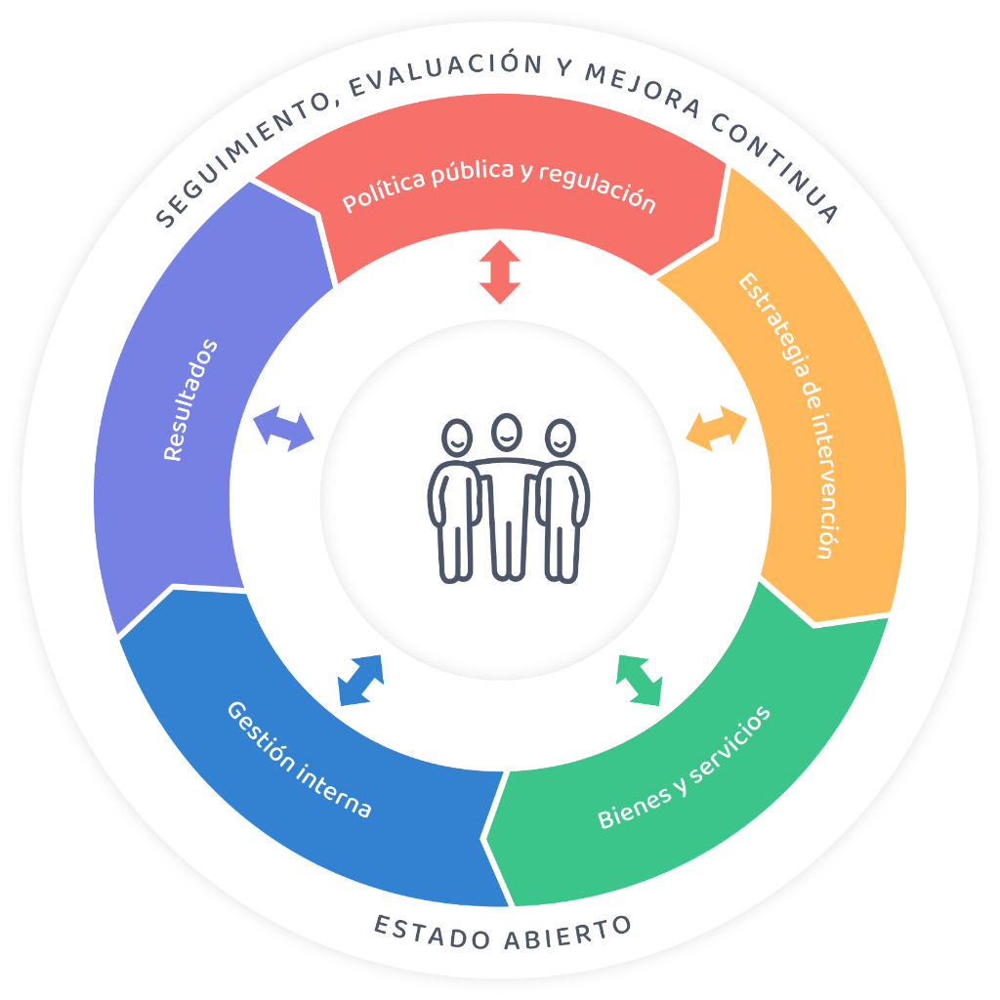 SEGUIMIENTO, EVALUACIÓN Y MEJORA CONTINUA
Política pública y regulación
Estrategia de intervención
Bienes y servicios
Gestión interna
Resultados
ESTADO ABIERTO